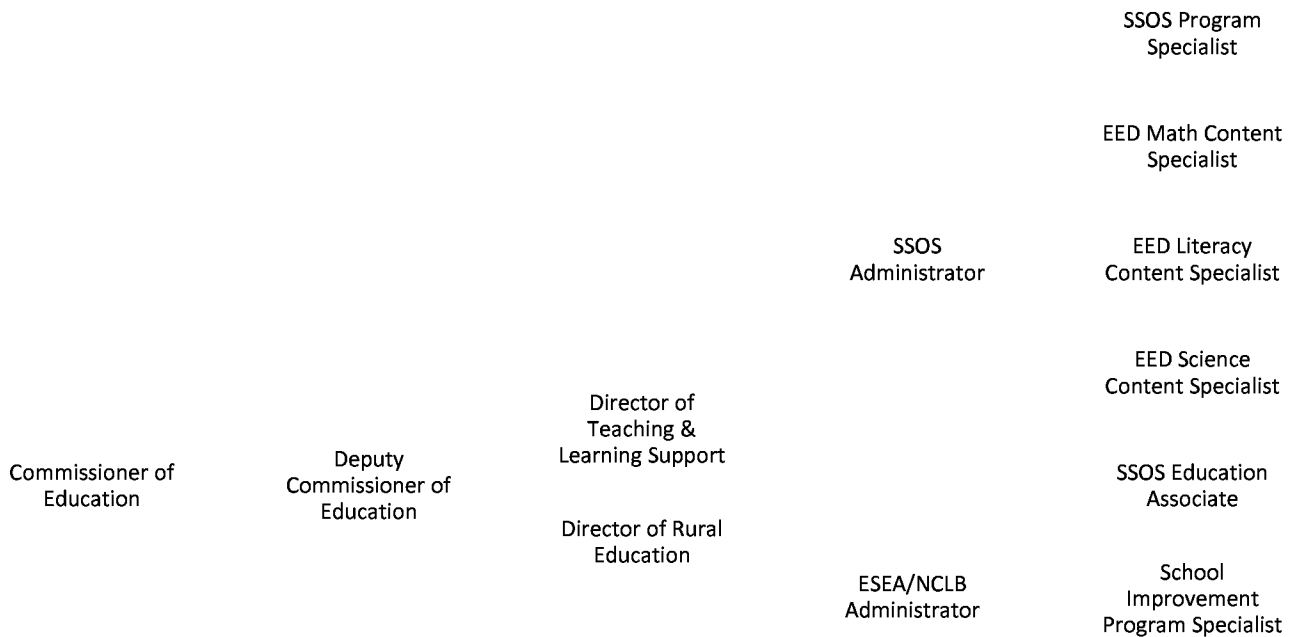 Commissioner of
Education
Deputy
Commissioner of
Education
Director of
Teaching &
Learning Support
Director of Rural
Education
SSOS
Administrator
ESEA/NCLB
Administrator
SSOS Program
Specialist
EED Math Content
Specialist
EED Literacy
Content Specialist
EED Science
Content Specialist
SSOS Education
Associate
School
Improvement
Program Specialist